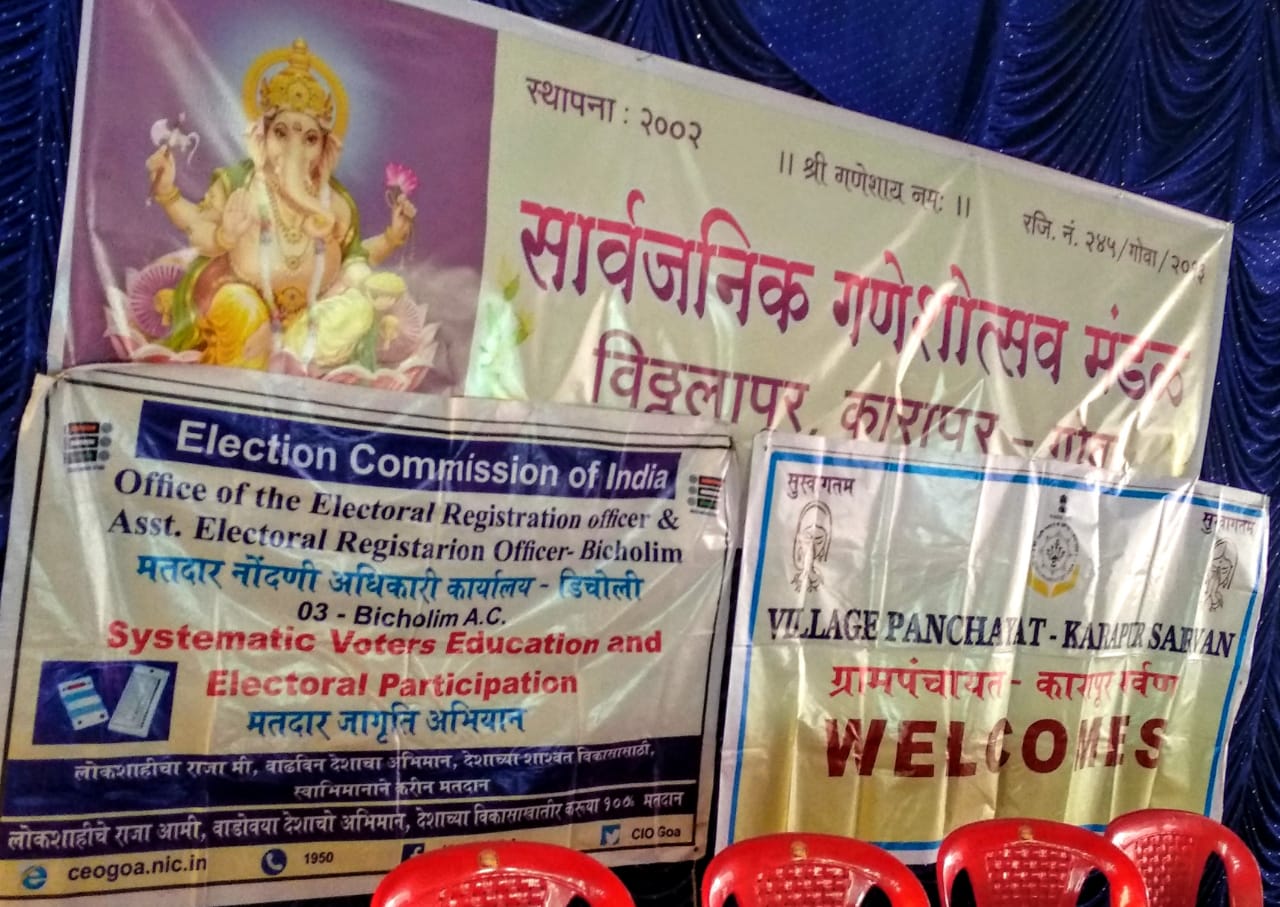 स्थापना : २००२
।। श्री गणेशाय नमः ।।
रजि. नं. २४५/गोवा/२०१३
सार्वजनिक गणेशोत्सव मंडळ
विठ्ठलापूर, कारापूर –
Election Commission of India
Office of the Electoral Registration officer &
Asst. Electoral Registarion Officer- Bicholim
मतदार नोंदणी अधिकारी कार्यालय - डिचोली
03 - Bicholim A.C.
Systematic Voters Education and
Electoral Participation
मतदार जागृति अभियान
लोकशाहीचा राजा मी, वाढविन देशाचा अभिमान, देशाच्या शाश्वत विकासासाठी,
स्वाभिमानाने करीन मतदान
लोकशाहीचे राजा आमी, वाडोवया देशाचो अभिमान, देशाच्या विकासाखातीर करूया १००% मतदान
ceogoa.nic.in
1950
CIO Goa
सुस्वागतम
सुस्वागतम
VILLAGE PANCHAYAT - KARAPUR SARVAN
ग्रामपंचायत - कारापूर सर्वण
WELCOMES